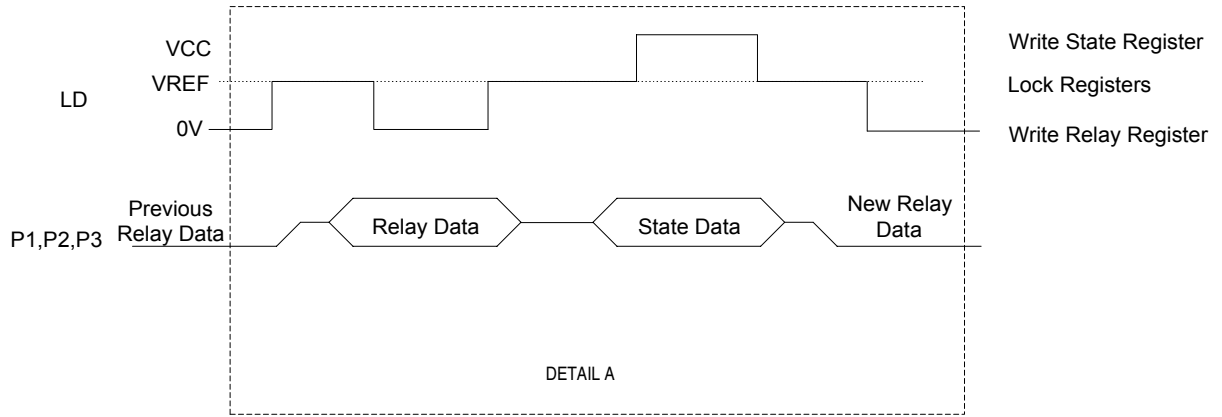 VCC
Write State Register
VREF
Lock Registers
LD
0V
Write Relay Register
Previous
Relay Data
New Relay
Data
P1,P2,P3
Relay Data
State Data
DETAIL A